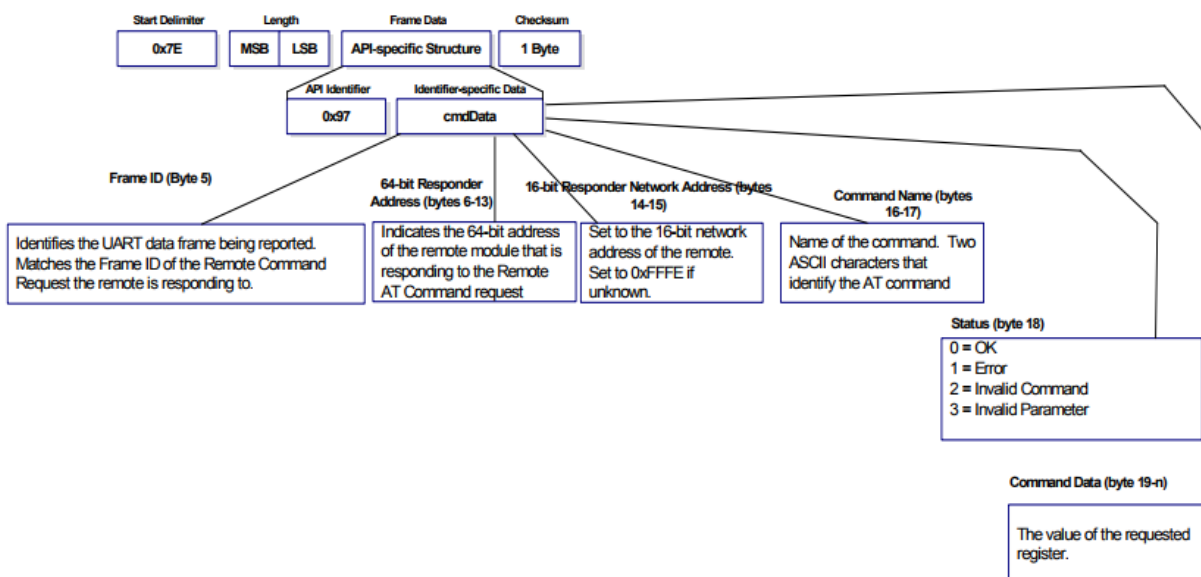 Start Delimiter
Length
Frame Data
Checksum
0x7E
MSB
LSB
API-specific Structure
1 Byte
API Identifier
Identifier-specific Data
0x97
cmdData
Frame ID (Byte 5)
Identifies the UART data frame being reported.
Matches the Frame ID of the Remote Command
Request the remote is responding to.
64-bit Responder
Address (bytes 6-13)
Indicates the 64-bit address
of the remote module that is
responding to the Remote
AT Command request
16-bit Responder Network Address (bytes
14-15)
Set to the 16-bit network
address of the remote.
Set to 0xFFFE if
unknown.
Command Name (bytes
16-17)
Name of the command. Two
ASCII characters that
identify the AT command
Status (byte 18)
0 = OK
1 = Error
2 = Invalid Command
3 = Invalid Parameter
Command Data (byte 19-n)
The value of the requested
register.